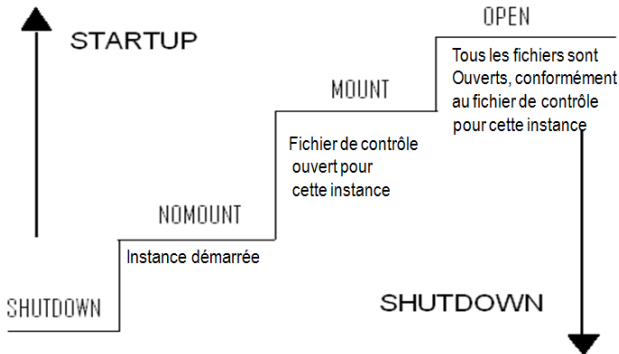 OPEN
STARTUP
Tous les fichiers sont
Ouverts, conformément
au fichier de contrôle
pour cette instance
MOUNT
Fichier de contrôle
ouvert pour
cette instance
NOMOUNT
Instance démarrée
SHUTDOWN
SHUTDOWN